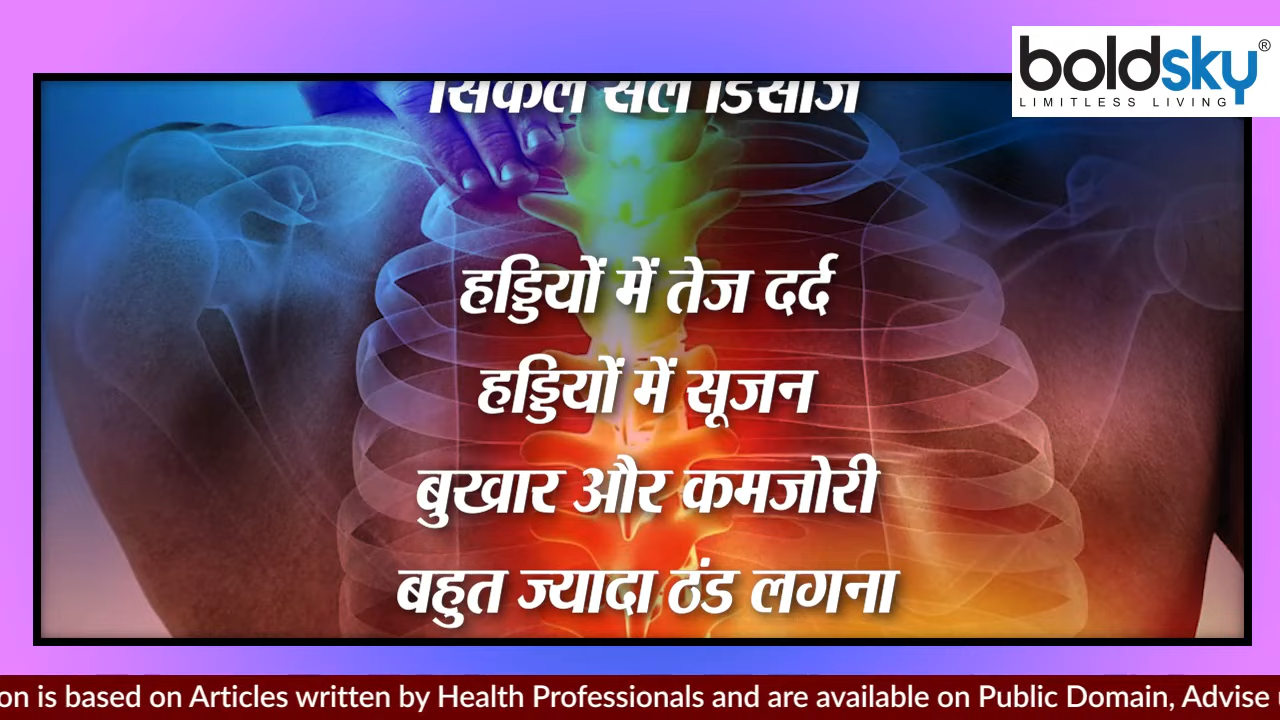 boldsky®
LIMITLESS LIVING
सिकल सेल डिसीज
हड्डियों में तेज दर्द
हड्डियों में सूजन
बुखार और कमजोरी
बहुत ज्यादा ठंड लगना
on is based on Articles written by Health Professionals and are available on Public Domain, Advise